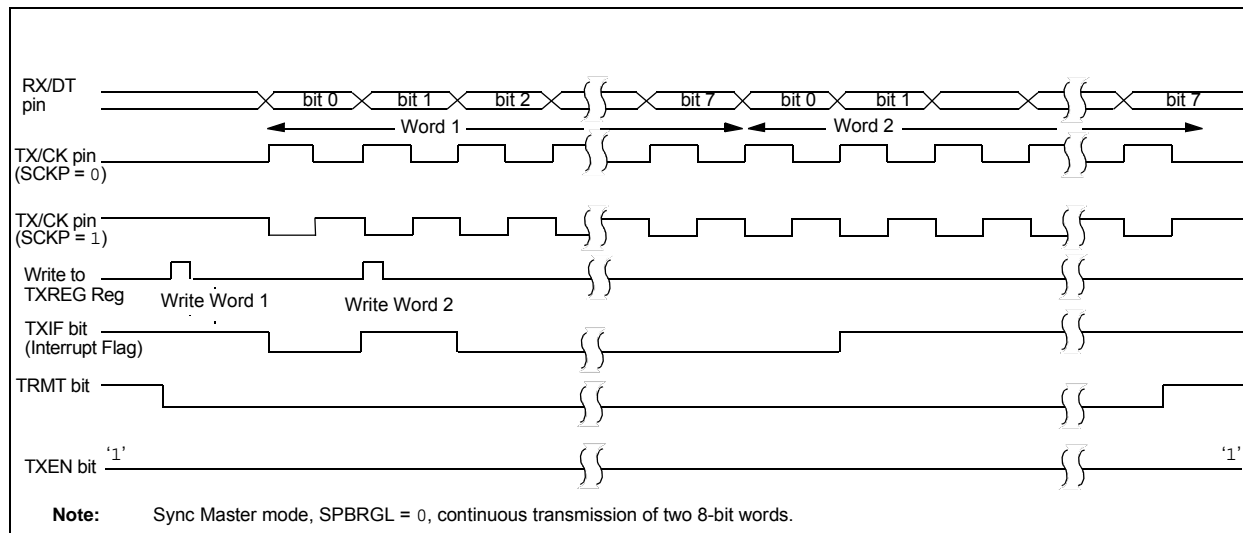 RX/DT
pin
bit 0 bit 1 bit 2 bit 7 bit 0 bit 1 bit 7
Word 1 Word 2
TX/CK pin
(SCKP = 0)
TX/CK pin
(SCKP = 1)
Write to
TXREG Reg
Write Word 1 Write Word 2
TXIF bit
(Interrupt Flag)
TRMT bit
TXEN bit
‘1’ ‘1’
Note: Sync Master mode, SPBRGL = 0, continuous transmission of two 8-bit words.